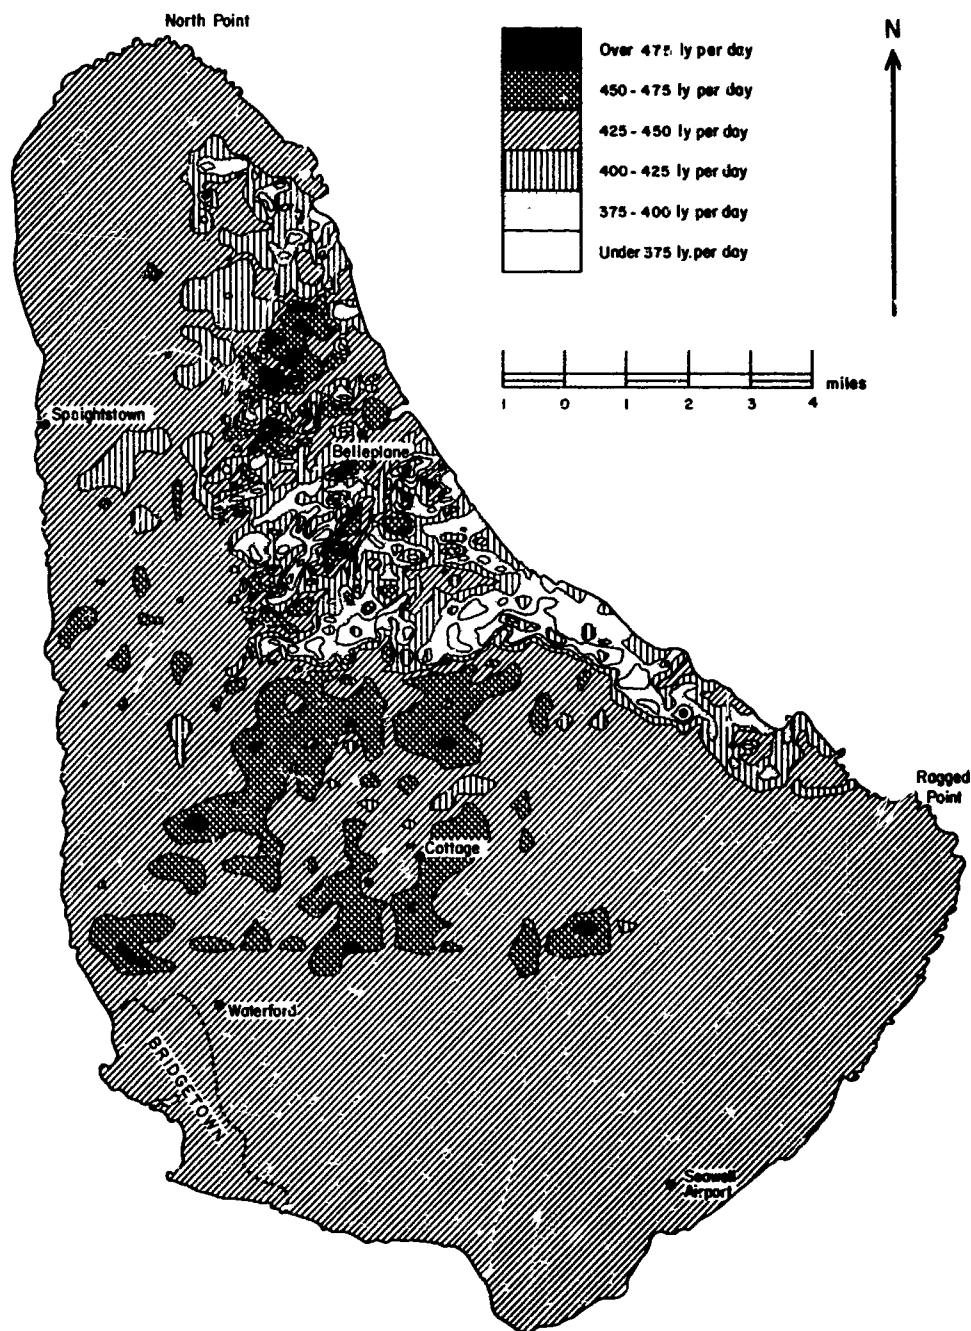 North Point
N
Over 475 ly per day
450 - 475 ly per day
425 - 450 ly per day
400 - 425 ly per day
375 - 400 ly per day
Under 375 ly. per day
miles
1 0 1 2 3 4
Speightstown
Belleplane
Ragged
Point
Cottage
Waterford
BRIDGETOWN
Seawell
Airport